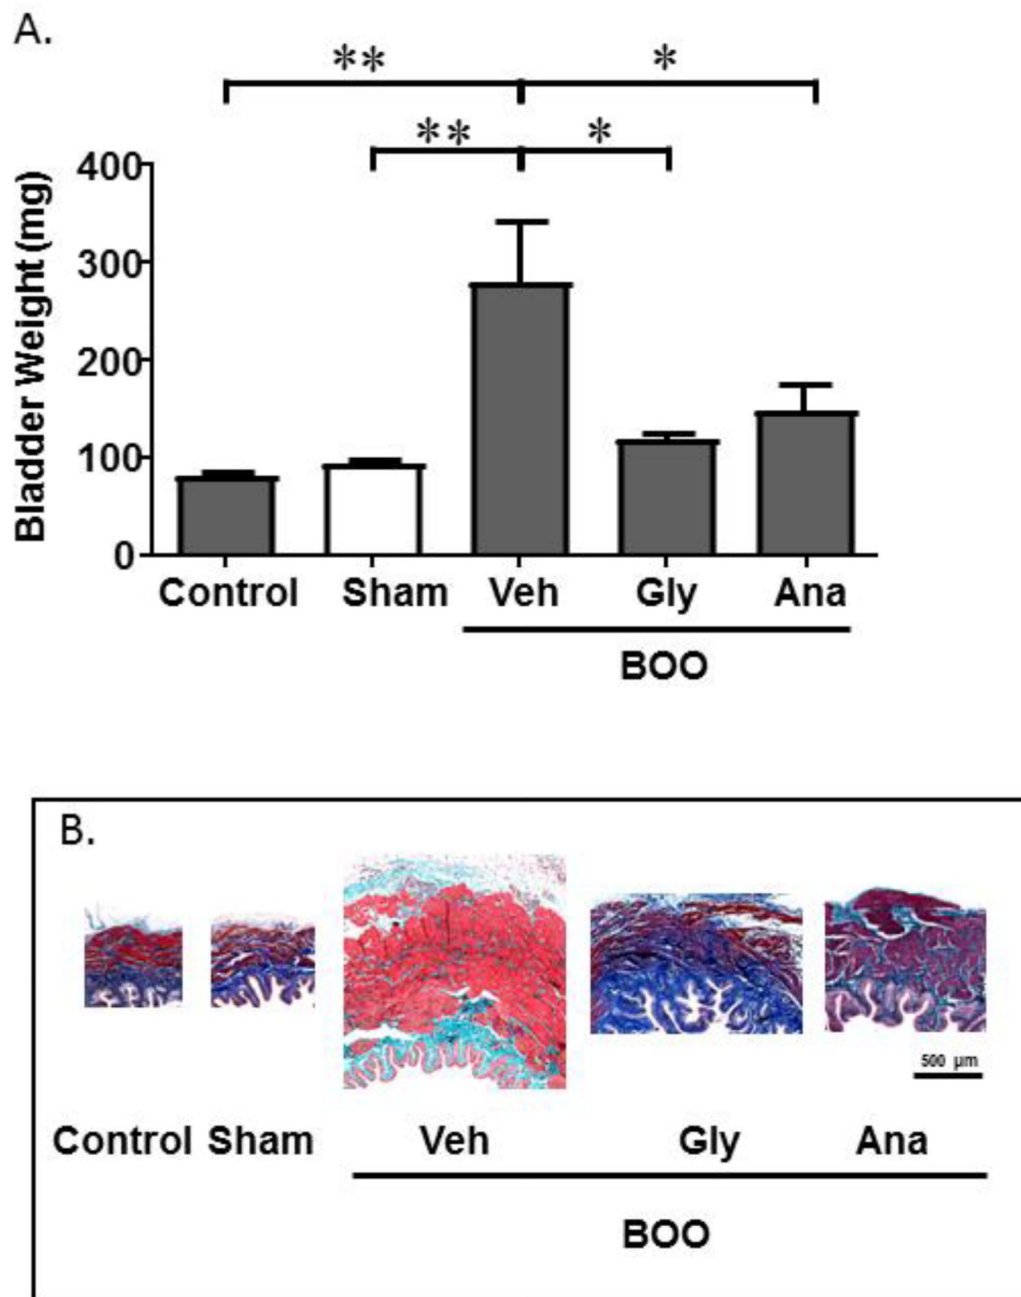 A.
** *
** *
Bladder Weight (mg)
400
300
200
100
0
Control Sham Veh Gly Ana
BOO
B.
500 µm
Control Sham Veh Gly Ana
BOO